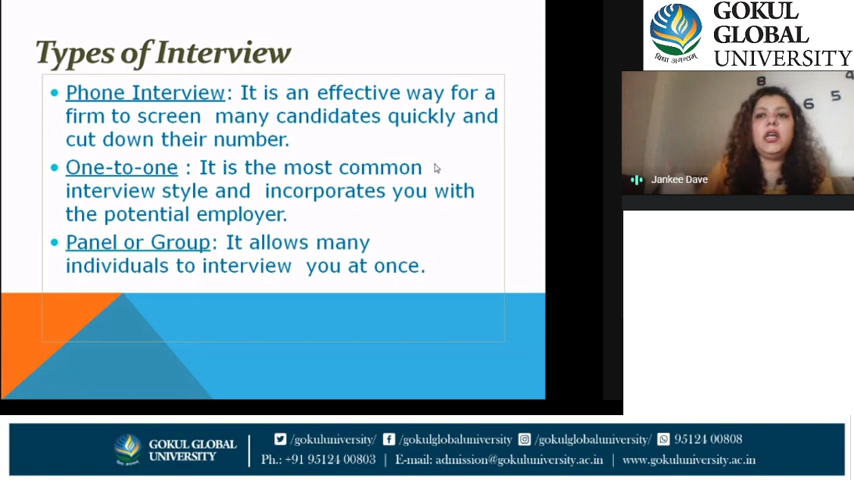 Types of Interview
• Phone Interview: It is an effective way for a
firm to screen many candidates quickly and
cut down their number.
• One-to-one : It is the most common
interview style and incorporates you with
the potential employer.
• Panel or Group: It allows many
individuals to interview you at once.
GOKUL
GLOBAL
UNIVERSITY
8
4
6 5
Jankee Dave
GOKUL GLOBAL
UNIVERSITY
/gokuluniversity/ | /gokulglobaluniversity /gokulglobaluniversity/ | 95124 00808
Ph.: +91 95124 00803 | E-mail: admission@gokuluniversity.ac.in | www.gokuluniversity.ac.in